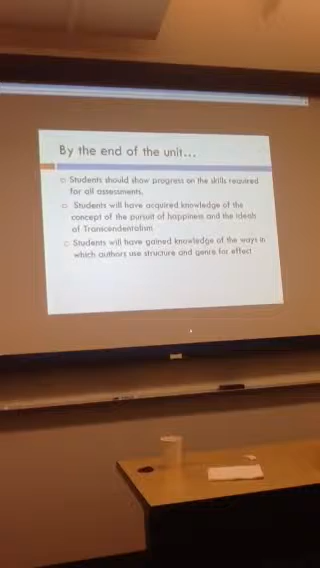 By the end of the unit...
Students should show progress on the skills required
for all assessments.
Students will have acquired knowledge of the
concept of the pursuit of happiness and the ideals
of Transcendentalism
Students will have gained knowledge of the ways in
which authors use structure and genre for effect